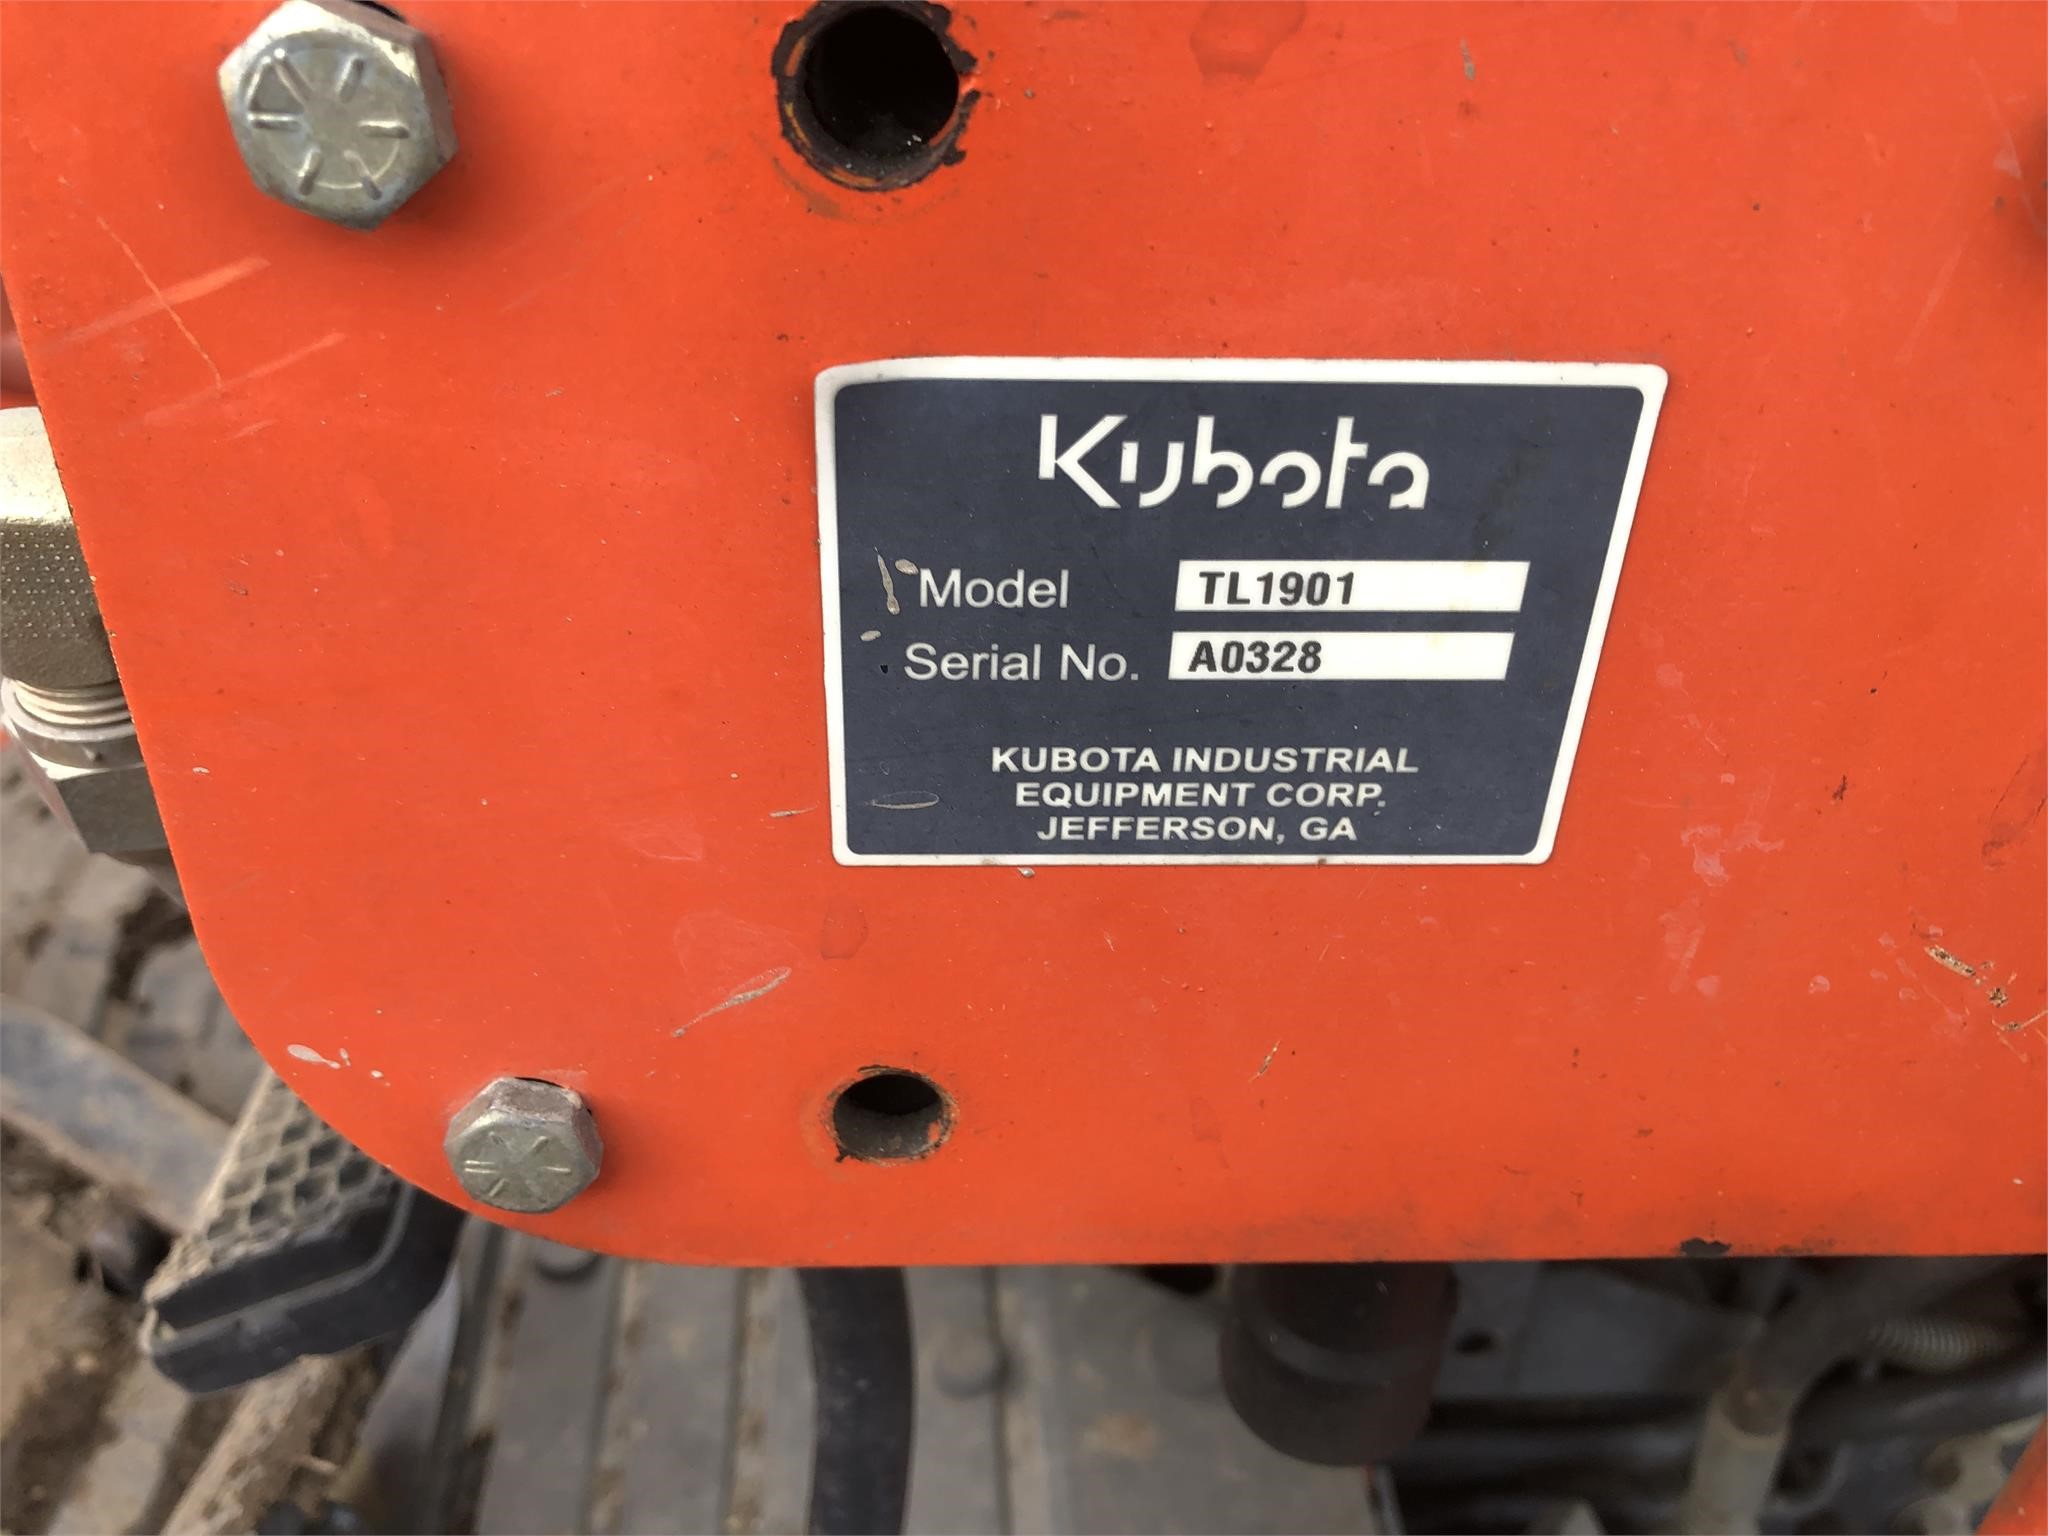 Kubota
Model TL1901
Serial No. A0328
KUBOTA INDUSTRIAL
EQUIPMENT CORP.
JEFFERSON, GA